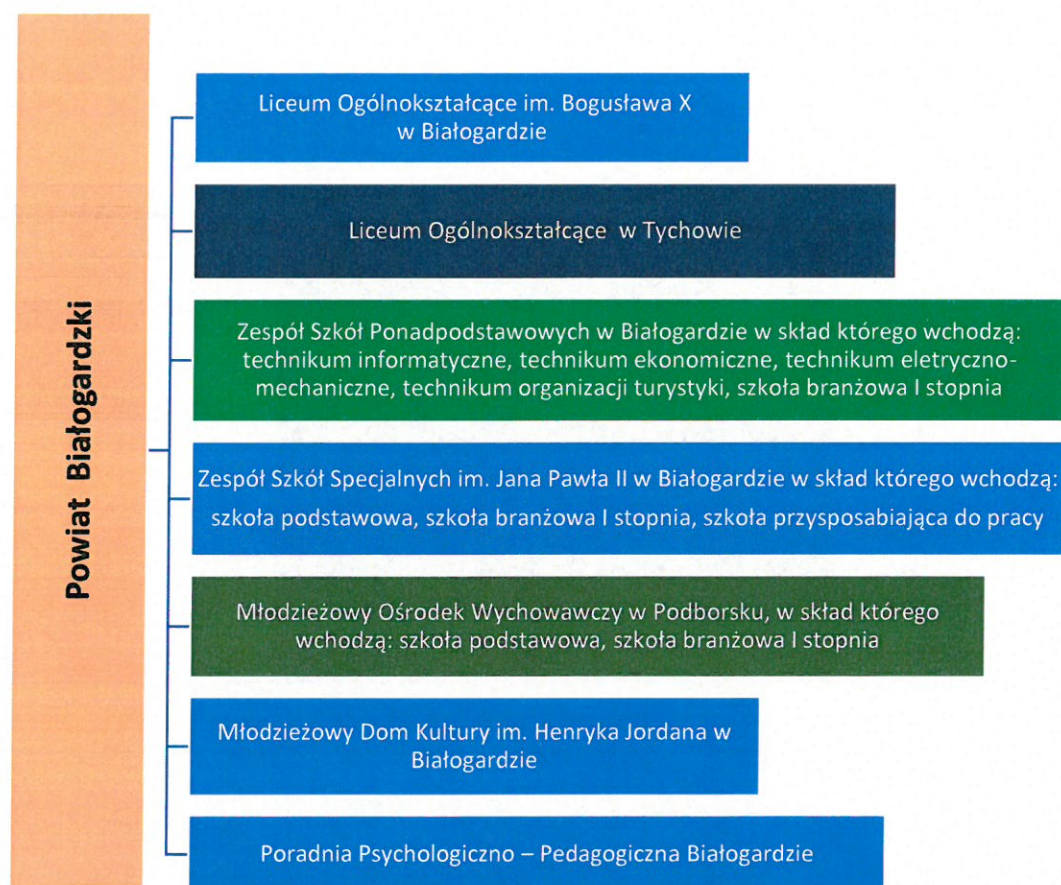 Powiat Białogardzki
Liceum Ogólnokształcące im. Bogusława X
w Białogardzie
Liceum Ogólnokształcące w Tychowie
Zespół Szkół Ponadpodstawowych w Białogardzie w skład którego wchodzą:
technikum informatyczne, technikum ekonomiczne, technikum eletryczno-
mechaniczne, technikum organizacji turystyki, szkoła branżowa I stopnia
Zespół Szkół Specjalnych im. Jana Pawła II w Białogardzie w skład którego wchodzą:
szkoła podstawowa, szkoła branżowa I stopnia, szkoła przysposabiająca do pracy
Młodzieżowy Ośrodek Wychowawczy w Podborsku, w skład którego
wchodzą: szkoła podstawowa, szkoła branżowa I stopnia
Młodzieżowy Dom Kultury im. Henryka Jordana w
Białogardzie
Poradnia Psychologiczno – Pedagogiczna Białogardzie